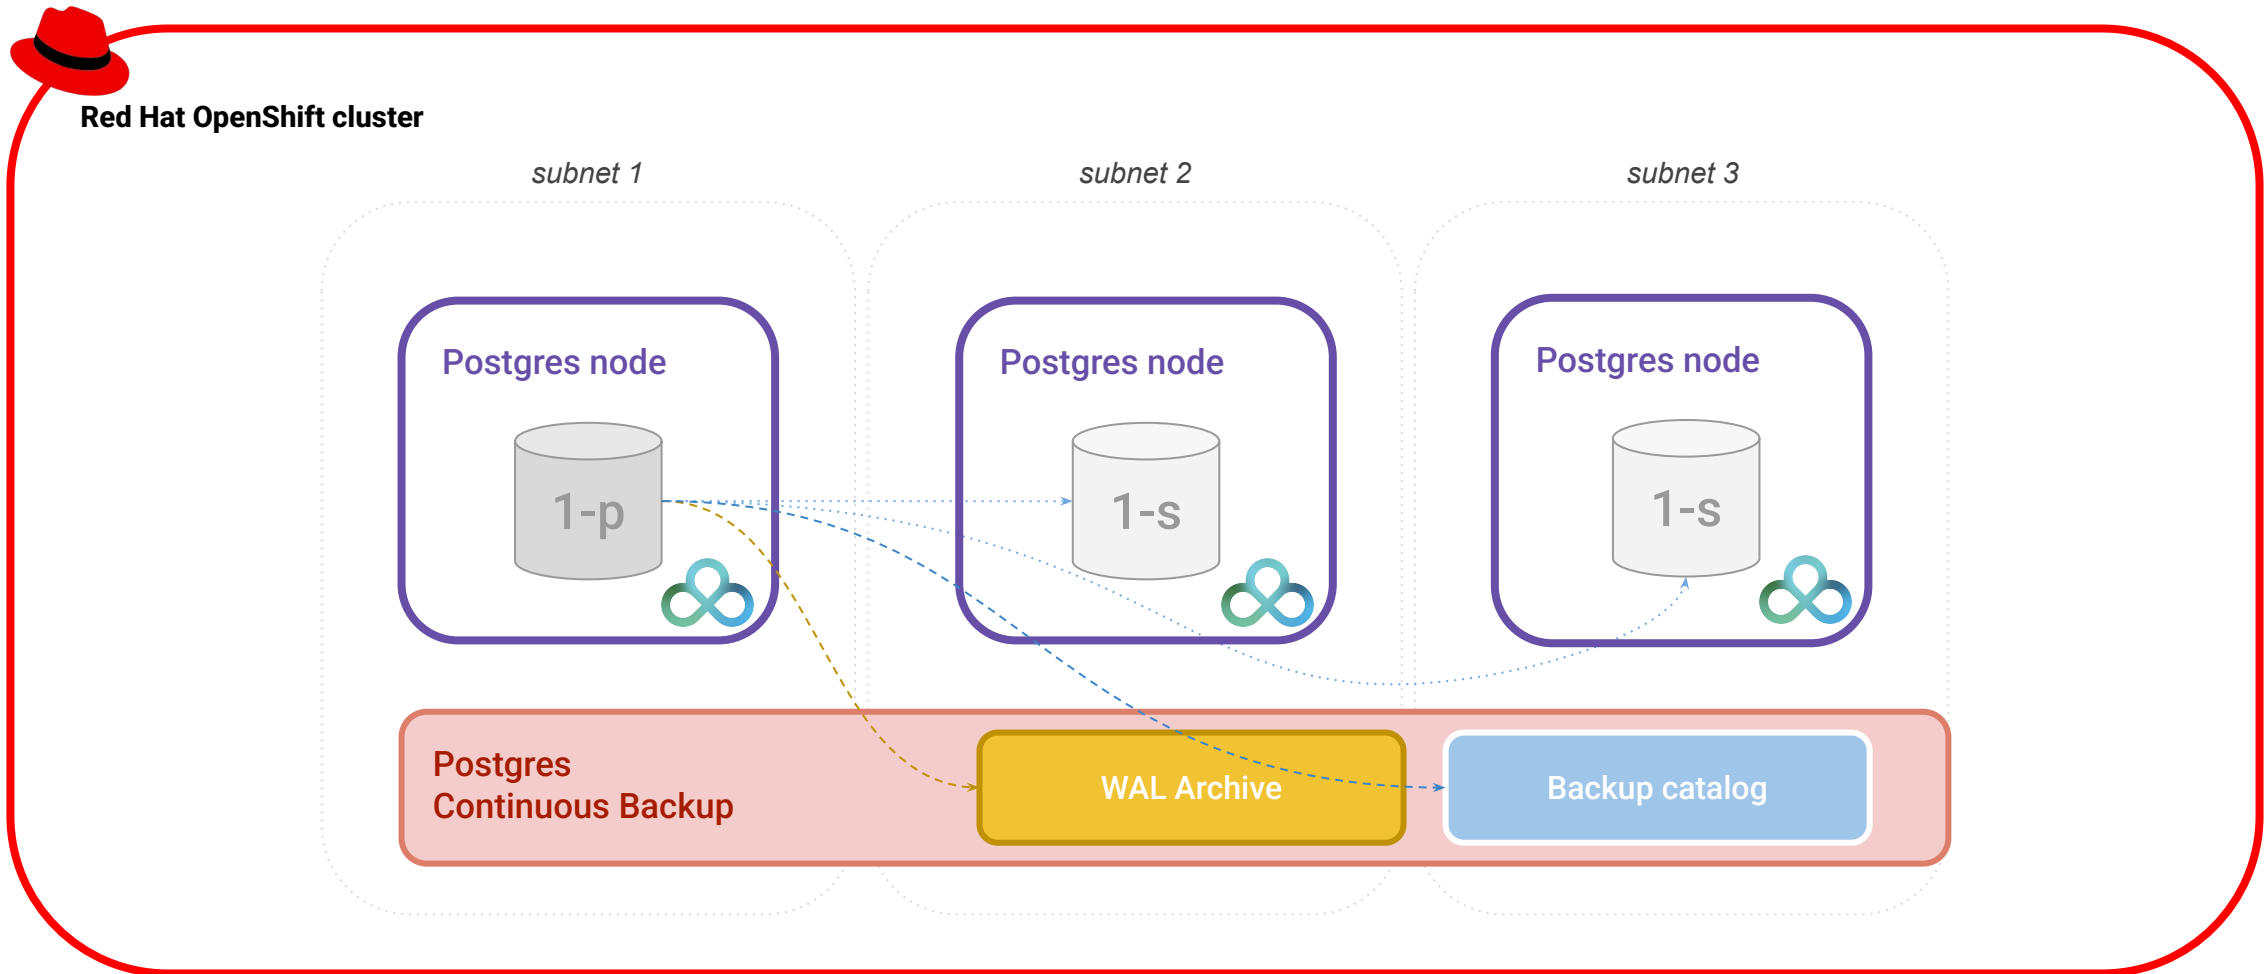 Red Hat OpenShift cluster
subnet 1
subnet 2
subnet 3
Postgres node
Postgres node
Postgres node
1-p
1-s
1-s
Postgres
Continuous Backup
WAL Archive
Backup catalog